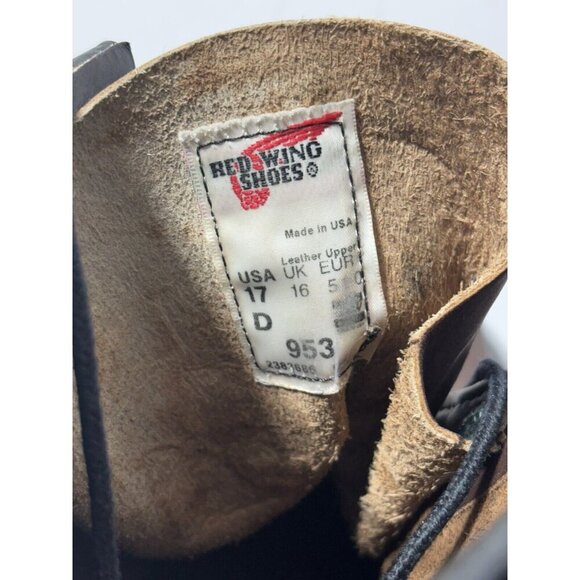 RED WING
SHOES®
Made in USA
Leather Upper
USA UK EUR
17 16
D
953